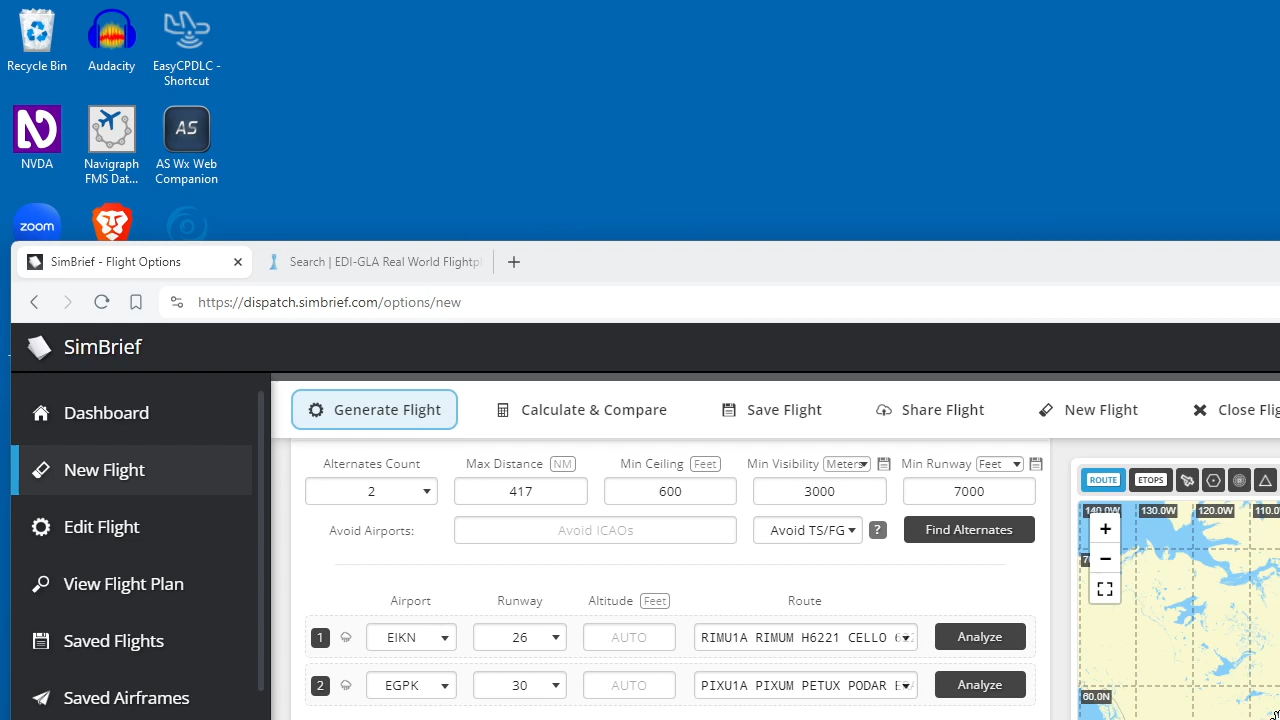 Recycle Bin
Audacity
EasyCPDLC -
Shortcut
NVDA
Navigraph
FMS Dat...
AS
AS Wx Web
Companion
zoom
SimBrief - Flight Options
Search | EDI-GLA Real World Flightpl
https://dispatch.simbrief.com/options/new
SimBrief
Dashboard
New Flight
Edit Flight
View Flight Plan
Saved Flights
Saved Airframes
Generate Flight
Calculate & Compare
Save Flight
Share Flight
New Flight
Close Flig
Alternates Count
Max Distance NM
Min Ceiling Feet
Min Visibility Meters
Min Runway Feet
2
417
600
3000
7000
Avoid Airports:
Avoid ICAOs
Avoid TS/FG
?
Find Alternates
Airport
Runway
Altitude Feet
Route
1
EIKN
26
AUTO
RIMU1A RIMUM H6221 CELLO
Analyze
2
EGPK
30
AUTO
PIXU1A PIXUM PETUX PODAR
Analyze
ROUTE
ETOPS
140.0W
130.0W
120.0W
110.0
+
−
60.0N